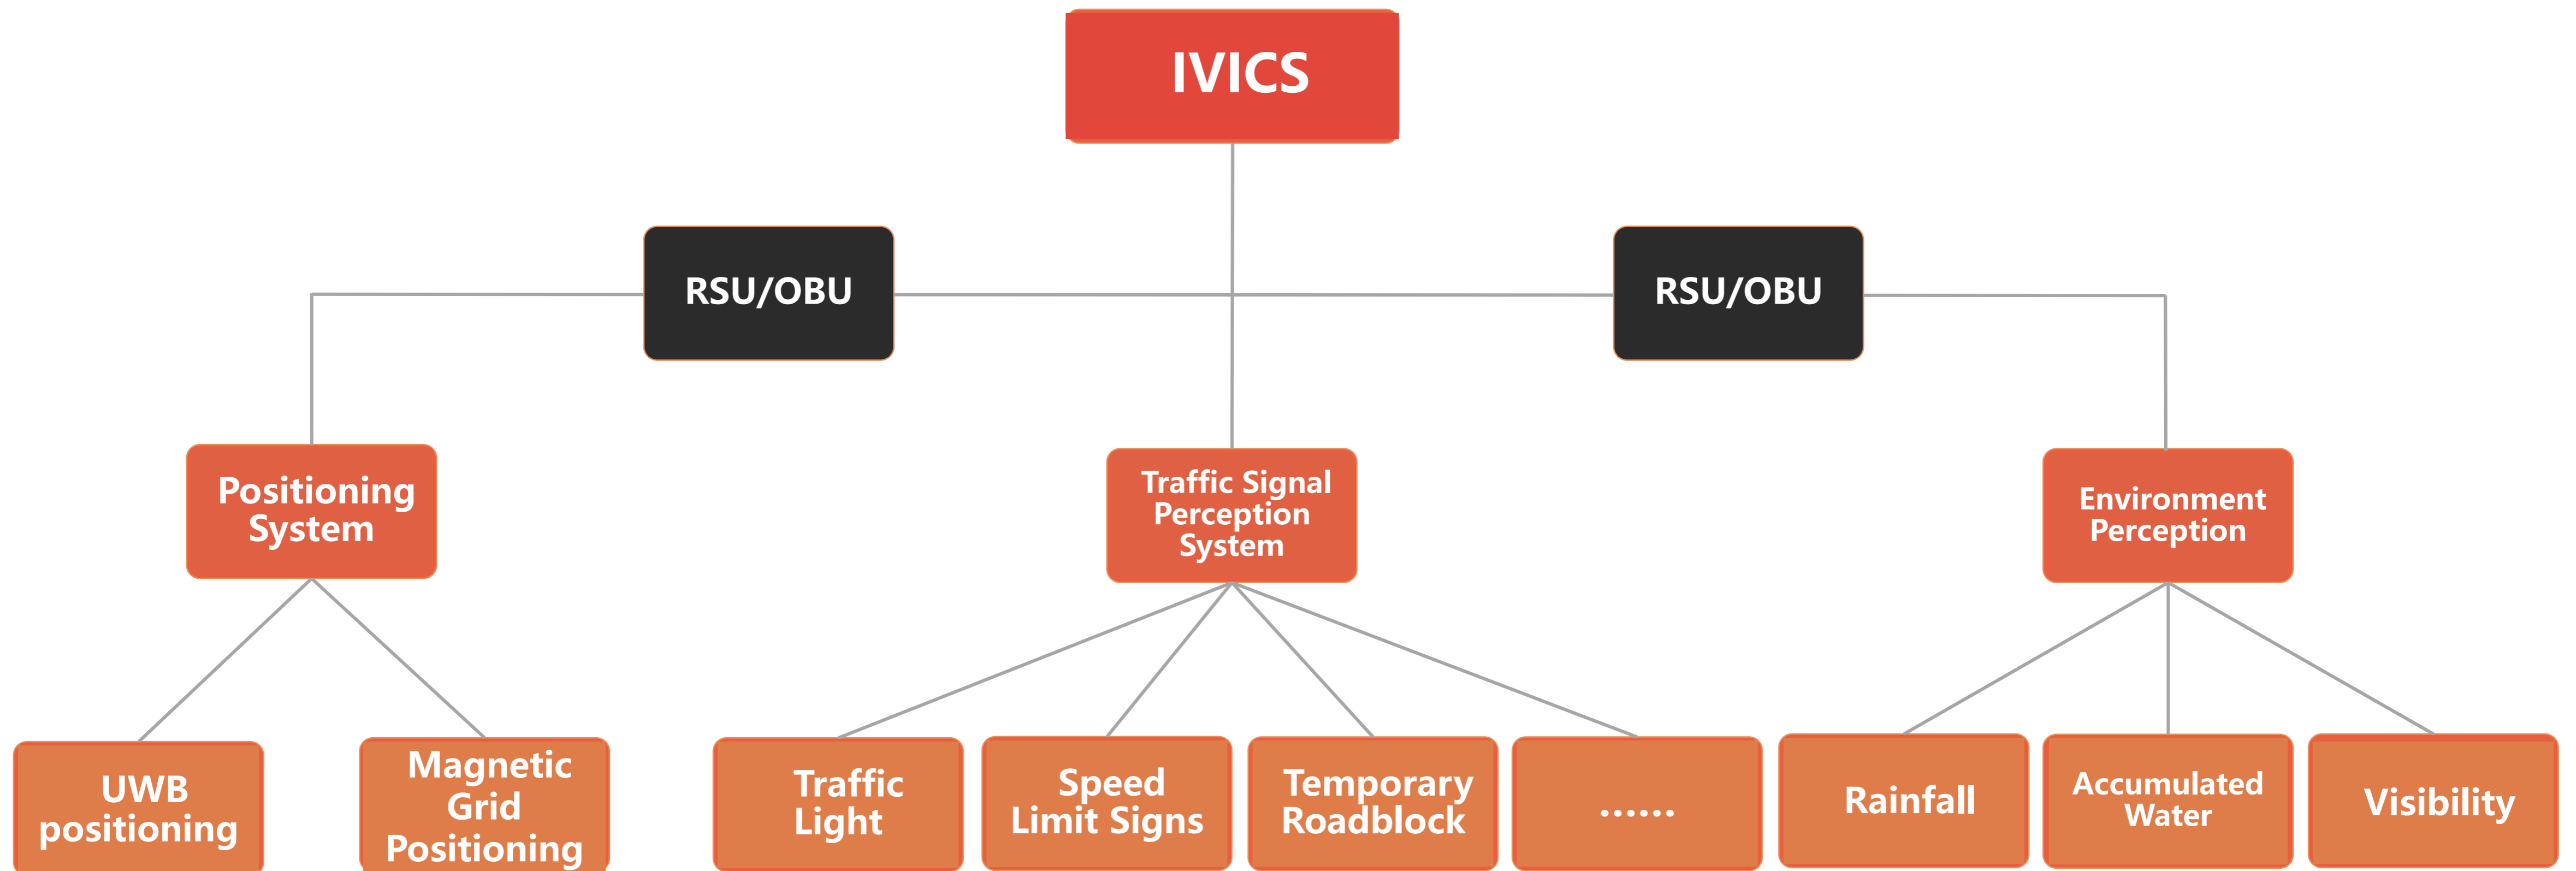 IVICS
RSU/OBU
RSU/OBU
Positioning
System
Traffic Signal
Perception
System
Environment
Perception
UWB
positioning
Magnetic
Grid
Positioning
Traffic
Light
Speed
Limit Signs
Temporary
Roadblock
......
Rainfall
Accumulated
Water
Visibility